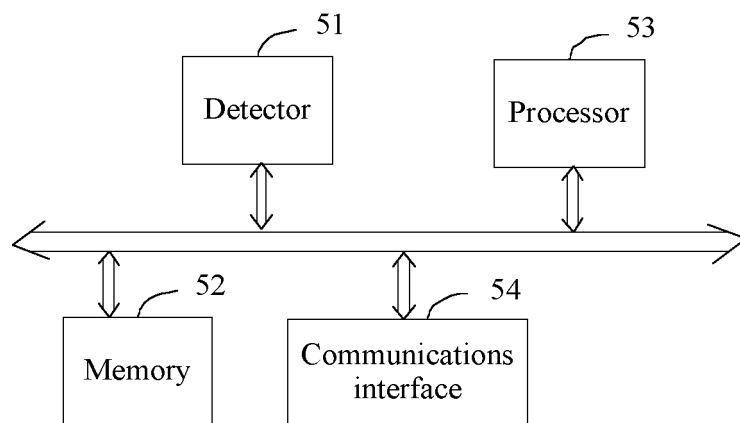 51
53
Detector
Processor
52
54
Memory
Communications
interface